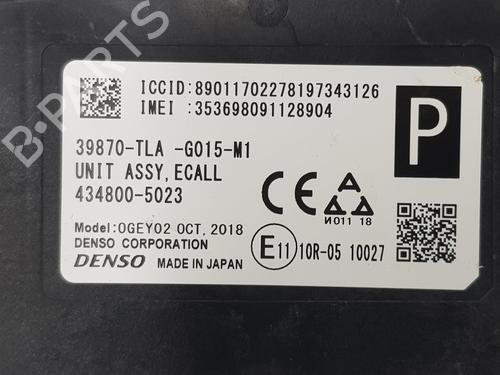 B-PARTS
ICCID:89011702278197343126
IMEI :353698091128904
P
39870-TLA -G015-M1
UNIT ASSY,ECALL
434800-5023
CE A
И011 18
Model:0GEY02 OCT, 2018
DENSO CORPORATION
DENSO MADE IN JAPAN
E11 10R-05 10027